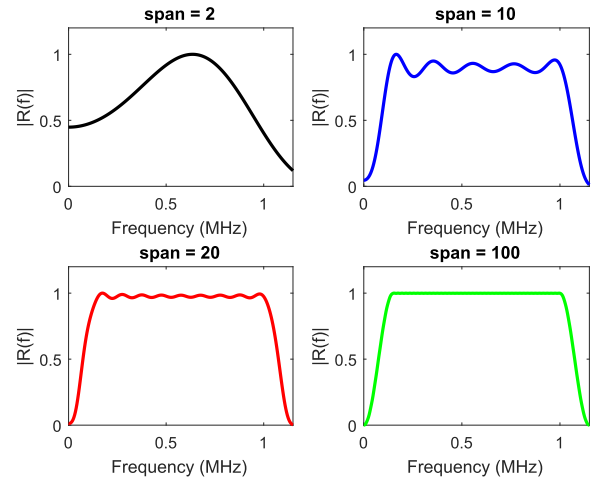 span = 2
|R(f)|
1
0.5
0
0
0.5
1
Frequency (MHz)
span = 10
|R(f)|
1
0.5
0
0
0.5
1
Frequency (MHz)
span = 20
|R(f)|
1
0.5
0
0
0.5
1
Frequency (MHz)
span = 100
|R(f)|
1
0.5
0
0
0.5
1
Frequency (MHz)